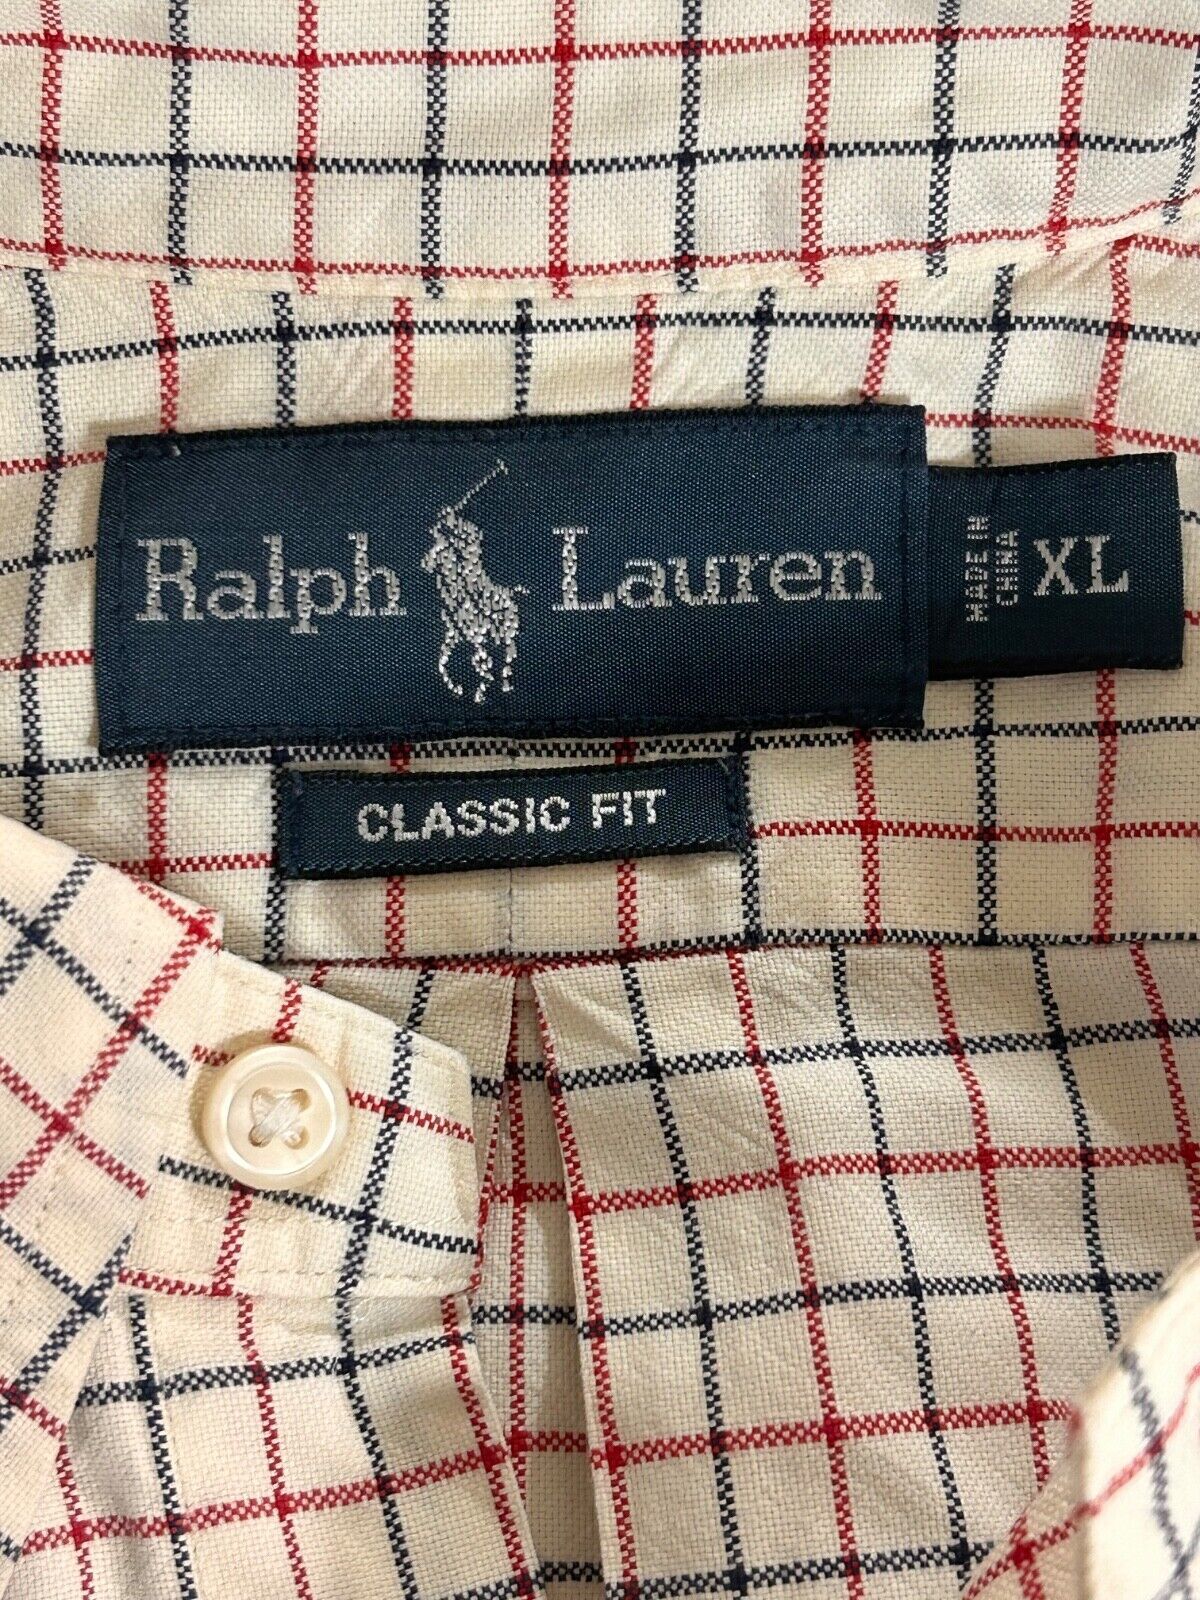 Ralph Lauren
MADE IN
CHINA
XL
CLASSIC FIT